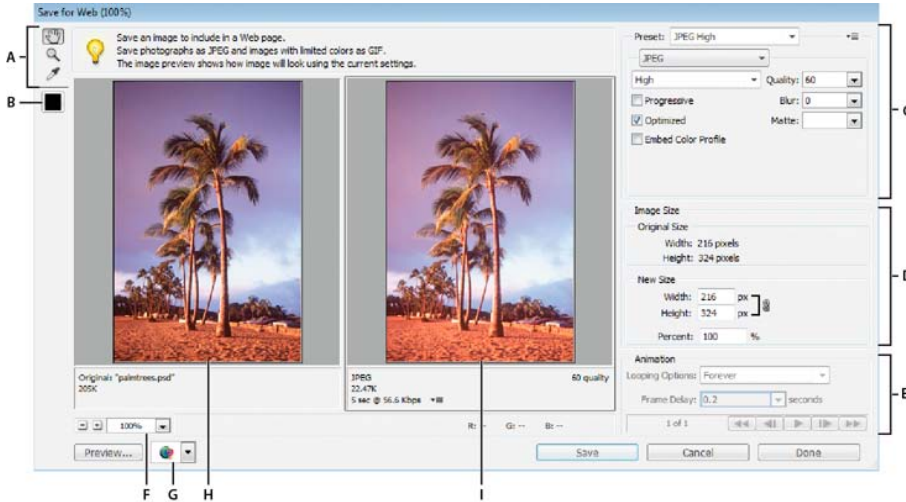 Save for Web (100%)
Save an image to include in a Web page.
Save photographs as JPEG and images with limited colors as GIF.
The image preview shows how image will look using the current settings.
A
B
Preset: JPEG High
JPEG
High
Quality: 60
Progressive
Blur: 0
Optimized
Matte:
Embed Color Profile
Image Size
Original Size
Width: 216 pixels
Height: 324 pixels
New Size
Width: 216 px
Height: 324 px
Percent: 100 %
D
Animation
Looping Options: Forever
Frame Delay: 0.2 seconds
1 of 1
E
Original: "palmtrees.psd"
205K
JPEG
60 quality
22.47K
5 sec @ 56.6 Kbps
100%
R: -- G: -- B: --
Preview...
Save
Cancel
Done
F
G
H
I